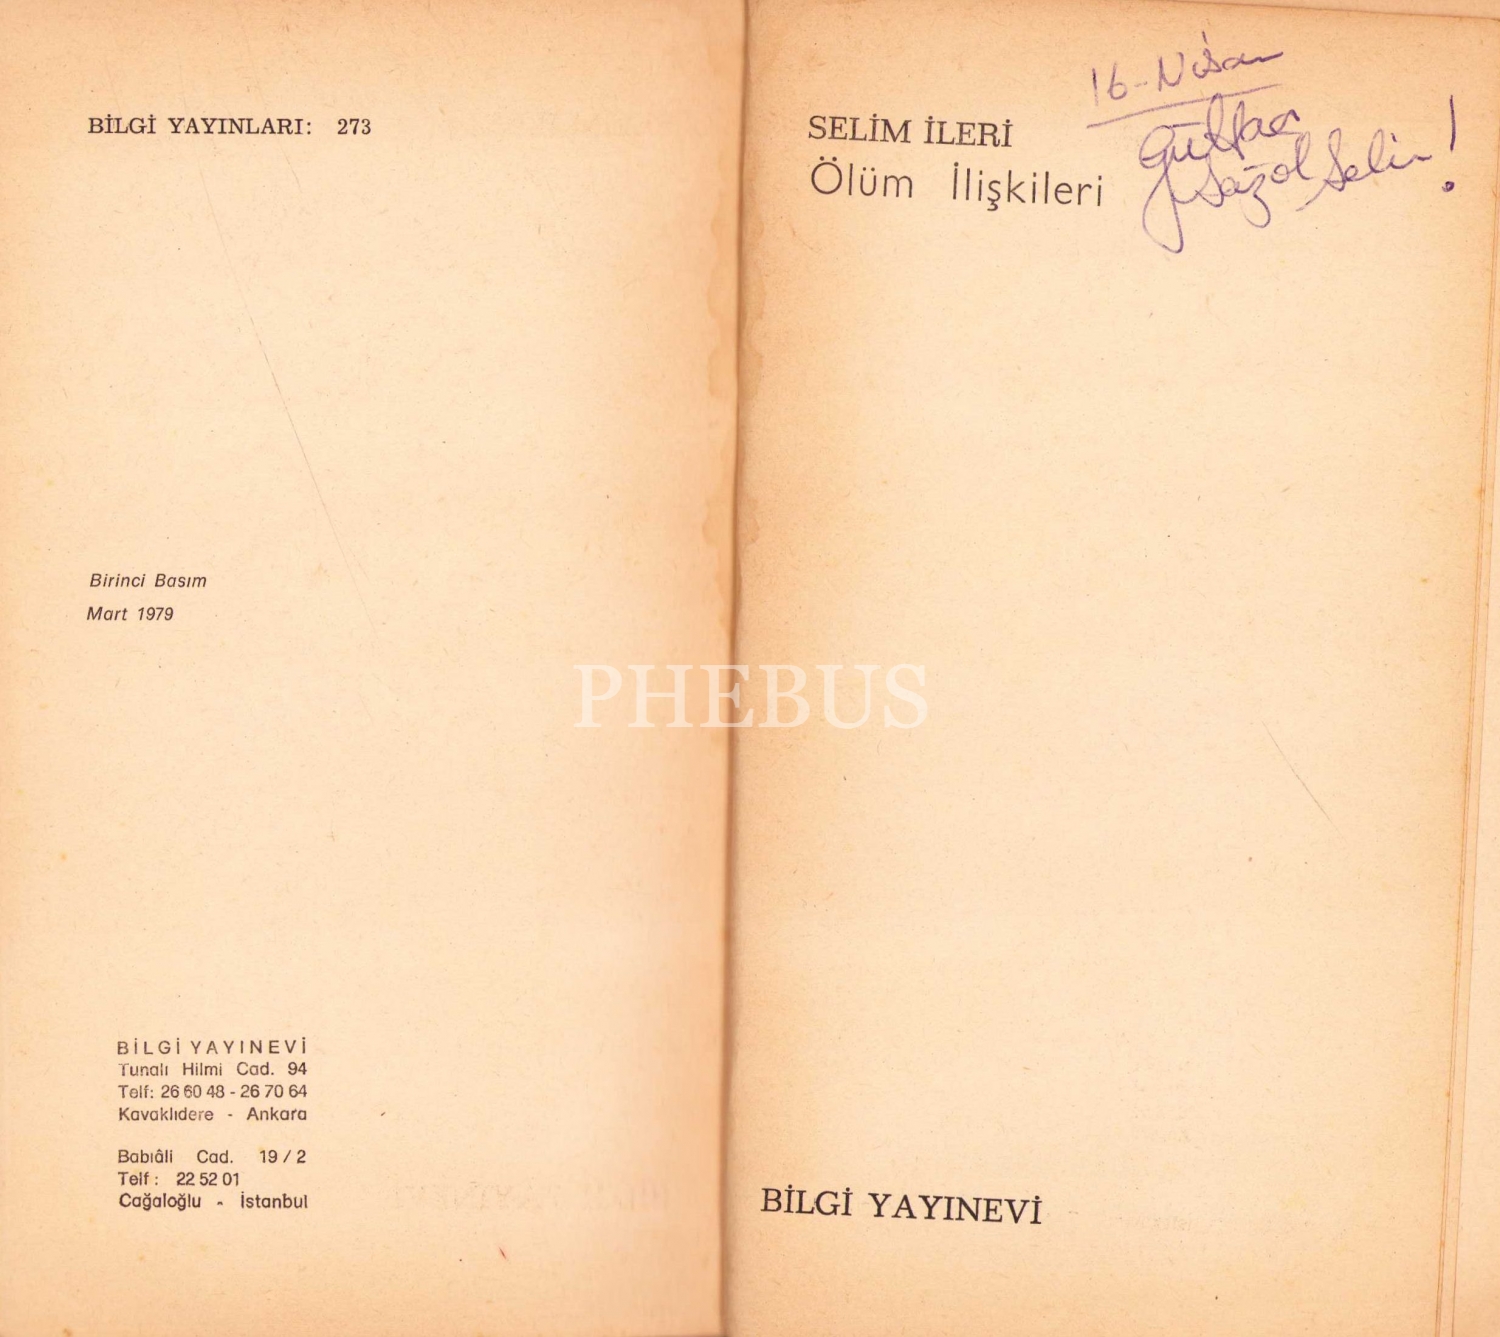 BİLGİ YAYINLARI: 273
Birinci Basım
Mart 1979
BİLGİ YAYINEVİ
Tunalı Hilmi Cad. 94
Telf: 26 60 48 - 26 70 64
Kavaklıdere - Ankara
Babıâli Cad. 19/2
Telf: 22 52 01
Cağaloğlu - İstanbul
16-Nisan
SELİM İLERİ
Ölüm İlişkileri
Sağol Selim!
BİLGİ YAYINEVİ
PHEBUS